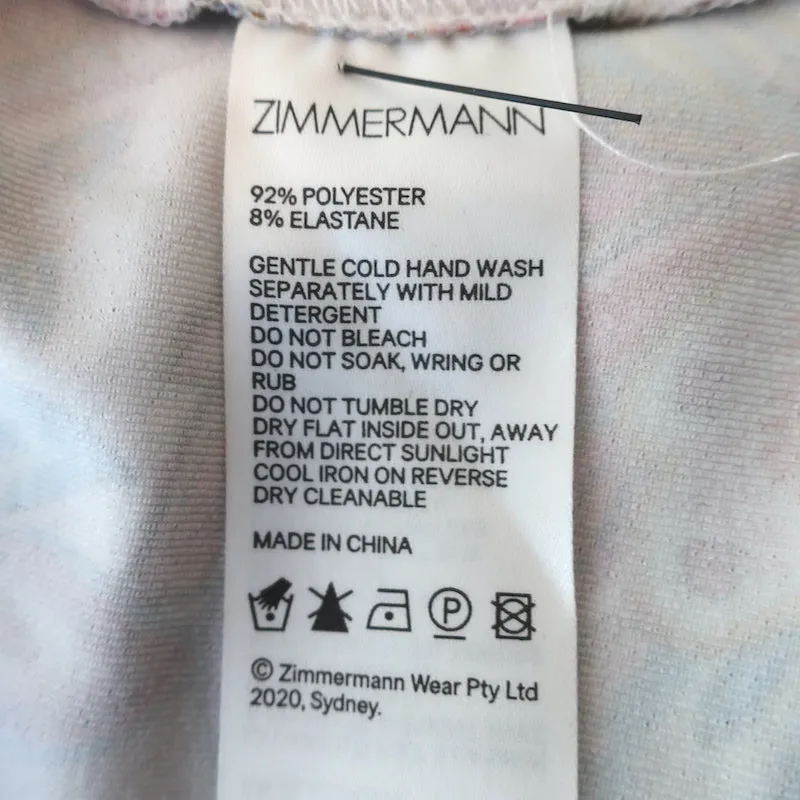 ZIMMERMANN
92% POLYESTER
8% ELASTANE
GENTLE COLD HAND WASH
SEPARATELY WITH MILD
DETERGENT
DO NOT BLEACH
DO NOT SOAK, WRING OR
RUB
DO NOT TUMBLE DRY
DRY FLAT INSIDE OUT, AWAY
FROM DIRECT SUNLIGHT
COOL IRON ON REVERSE
DRY CLEANABLE
MADE IN CHINA
P
© Zimmermann Wear Pty Ltd
2020, Sydney.